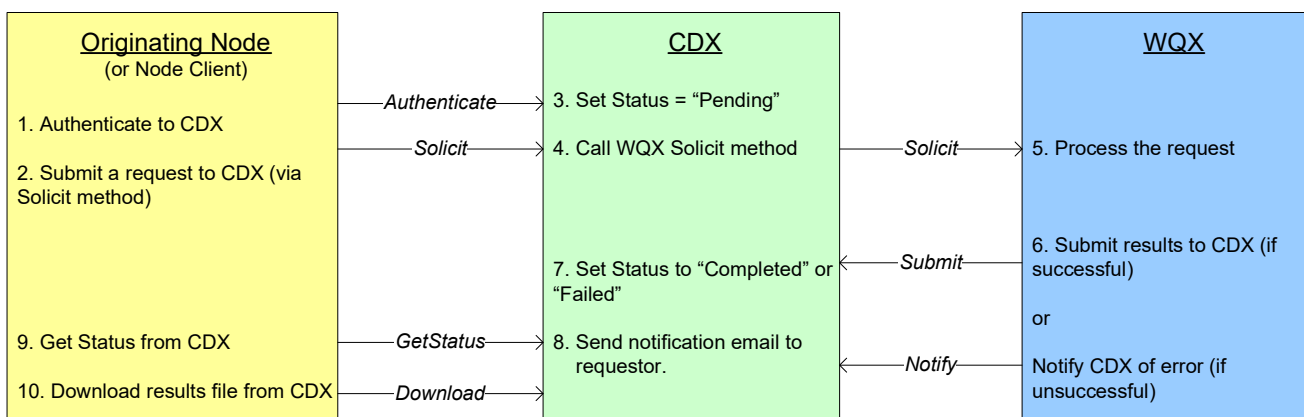 Originating Node
(or Node Client)
1. Authenticate to CDX
2. Submit a request to CDX (via
Solicit method)
9. Get Status from CDX
10. Download results file from CDX
Authenticate
Solicit
GetStatus
Download
CDX
3. Set Status = “Pending”
4. Call WQX Solicit method
7. Set Status to “Completed” or
“Failed”
8. Send notification email to
requestor.
Solicit
Submit
Notify
WQX
5. Process the request
6. Submit results to CDX (if
successful)
or
Notify CDX of error (if
unsuccessful)